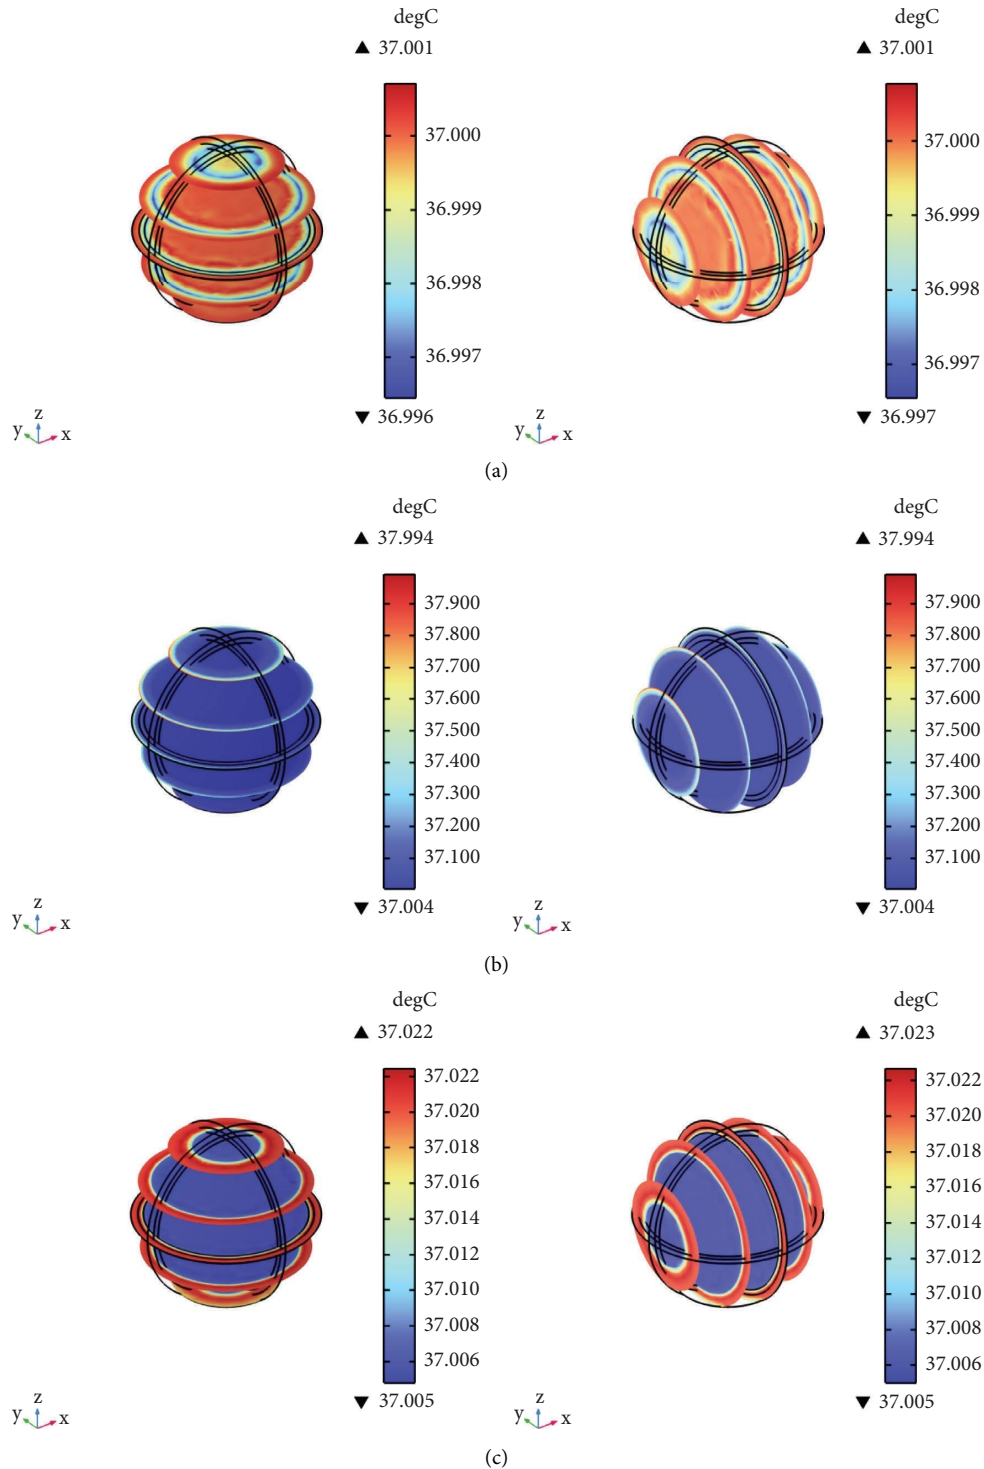 degC
▲ 37.001
37.000
36.999
36.998
36.997
▼ 36.996
z
y x
degC
▲ 37.001
37.000
36.999
36.998
36.997
▼ 36.997
z
y x
(a)
degC
▲ 37.994
37.900
37.800
37.700
37.600
37.500
37.400
37.300
37.200
37.100
▼ 37.004
z
y x
degC
▲ 37.994
37.900
37.800
37.700
37.600
37.500
37.400
37.300
37.200
37.100
▼ 37.004
z
y x
(b)
degC
▲ 37.022
37.022
37.020
37.018
37.016
37.014
37.012
37.010
37.008
37.006
▼ 37.005
z
y x
degC
▲ 37.023
37.022
37.020
37.018
37.016
37.014
37.012
37.010
37.008
37.006
▼ 37.005
z
y x
(c)